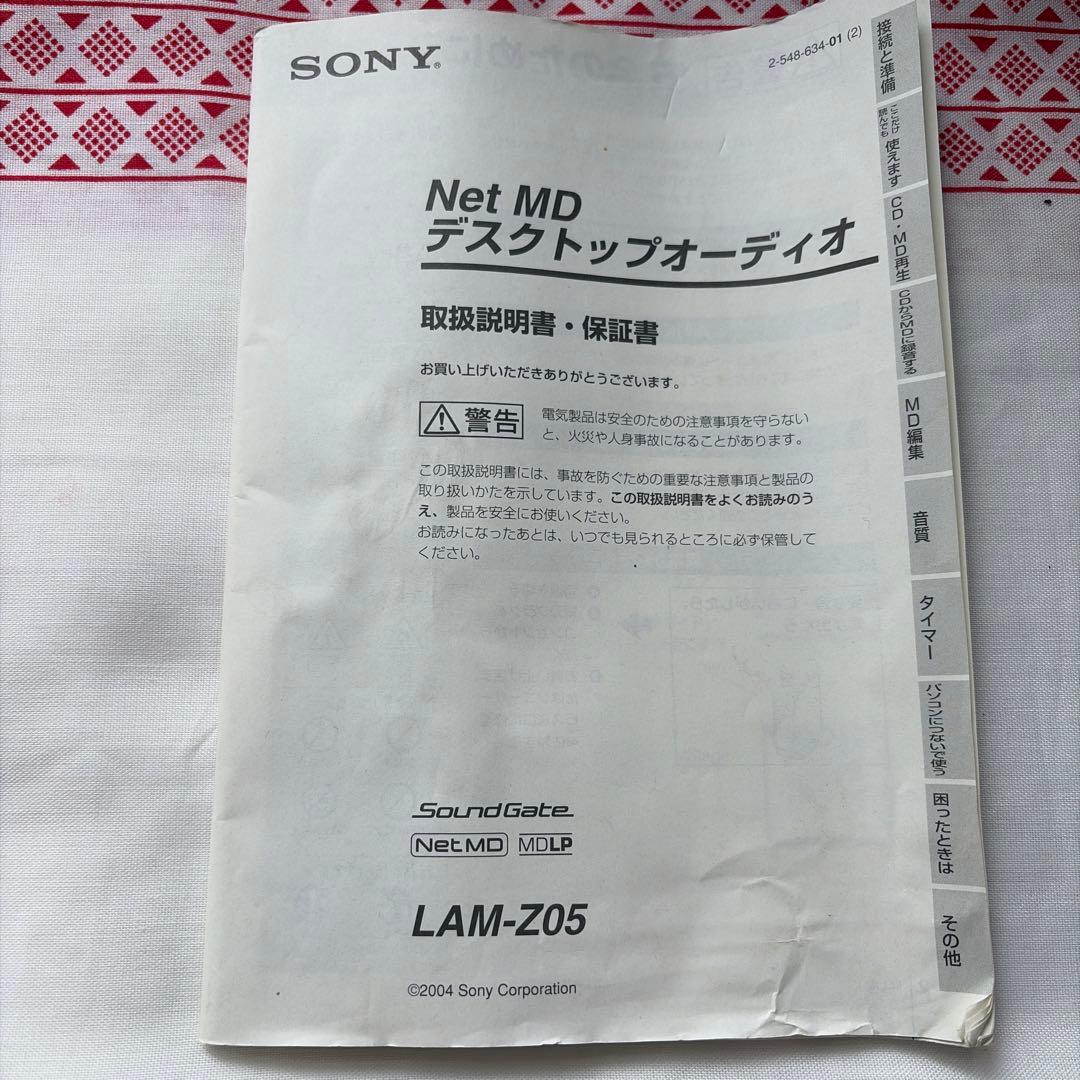 SONY®
2-548-634-01 (2)
Net MD
デスクトップオーディオ
取扱説明書・保証書
お買い上げいただきありがとうございます。
警告
電気製品は安全のための注意事項を守らない
と、火災や人身事故になることがあります。
この取扱説明書には、事故を防ぐための重要な注意事項と製品の
取り扱いかたを示しています。この取扱説明書をよくお読みのう
え、製品を安全にお使いください。
お読みになったあとは、いつでも見られるところに必ず保管して
ください。
SoundGate
NetMD MDLP
LAM-Z05
©2004 Sony Corporation
接続と準備
ここだけ
読んでも
使えます
CD・MD再生
CDからMDに録音する
MD編集
音質
タイマー
パソコンにつないで使う
困ったときは
その他